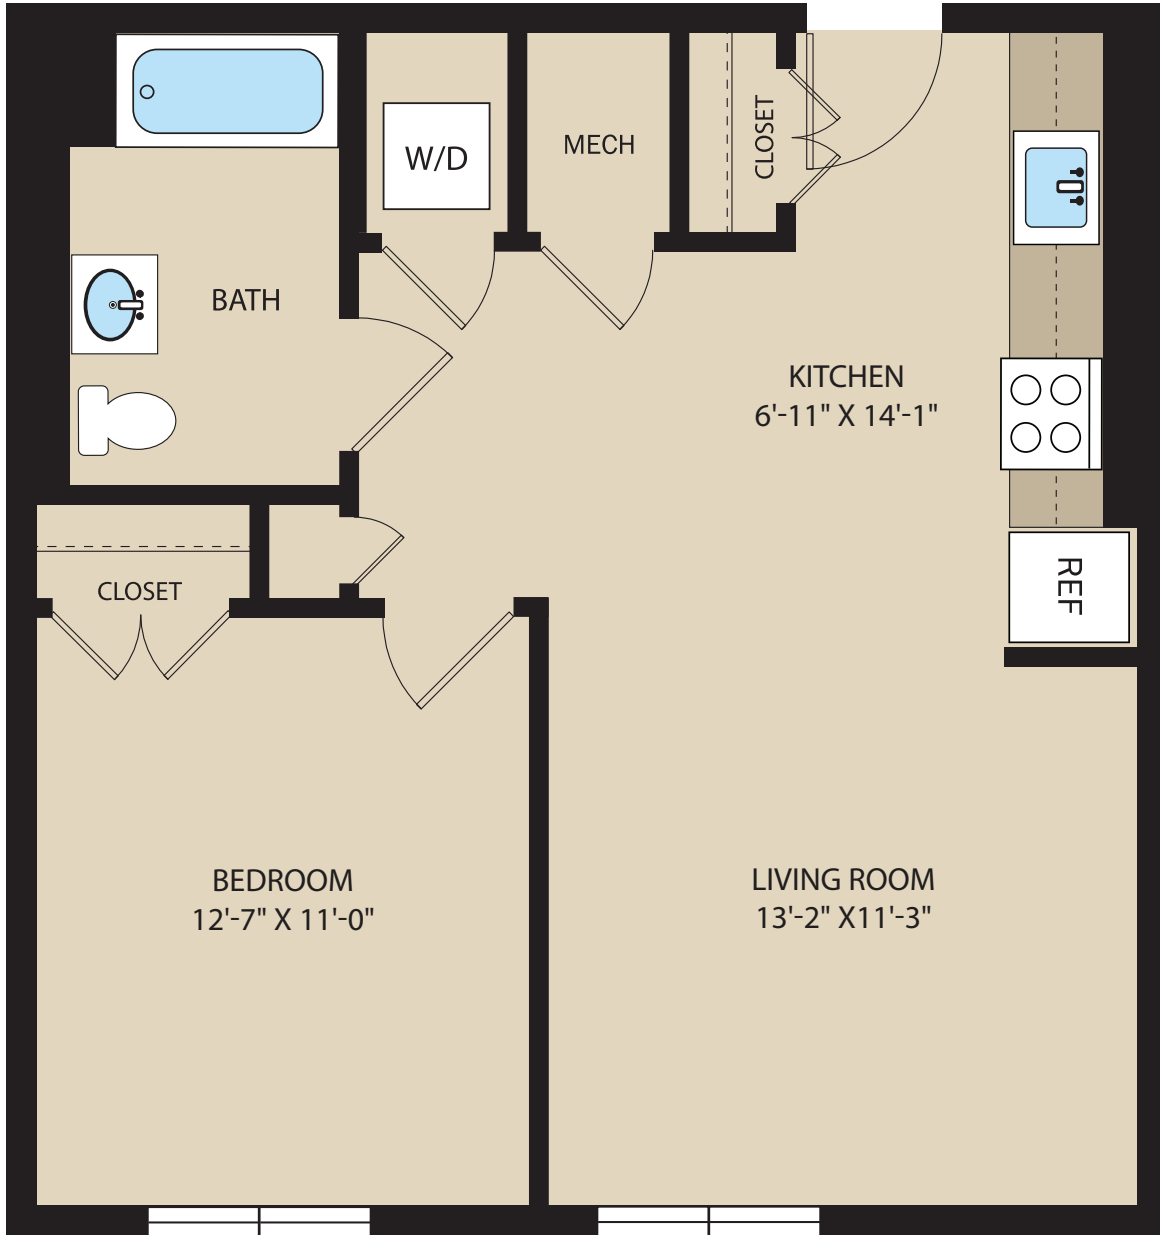 W/D
MECH
CLOSET
BATH
KITCHEN
6'-11" X 14'-1"
REF
CLOSET
BEDROOM
12'-7" X 11'-0"
LIVING ROOM
13'-2" X11'-3"